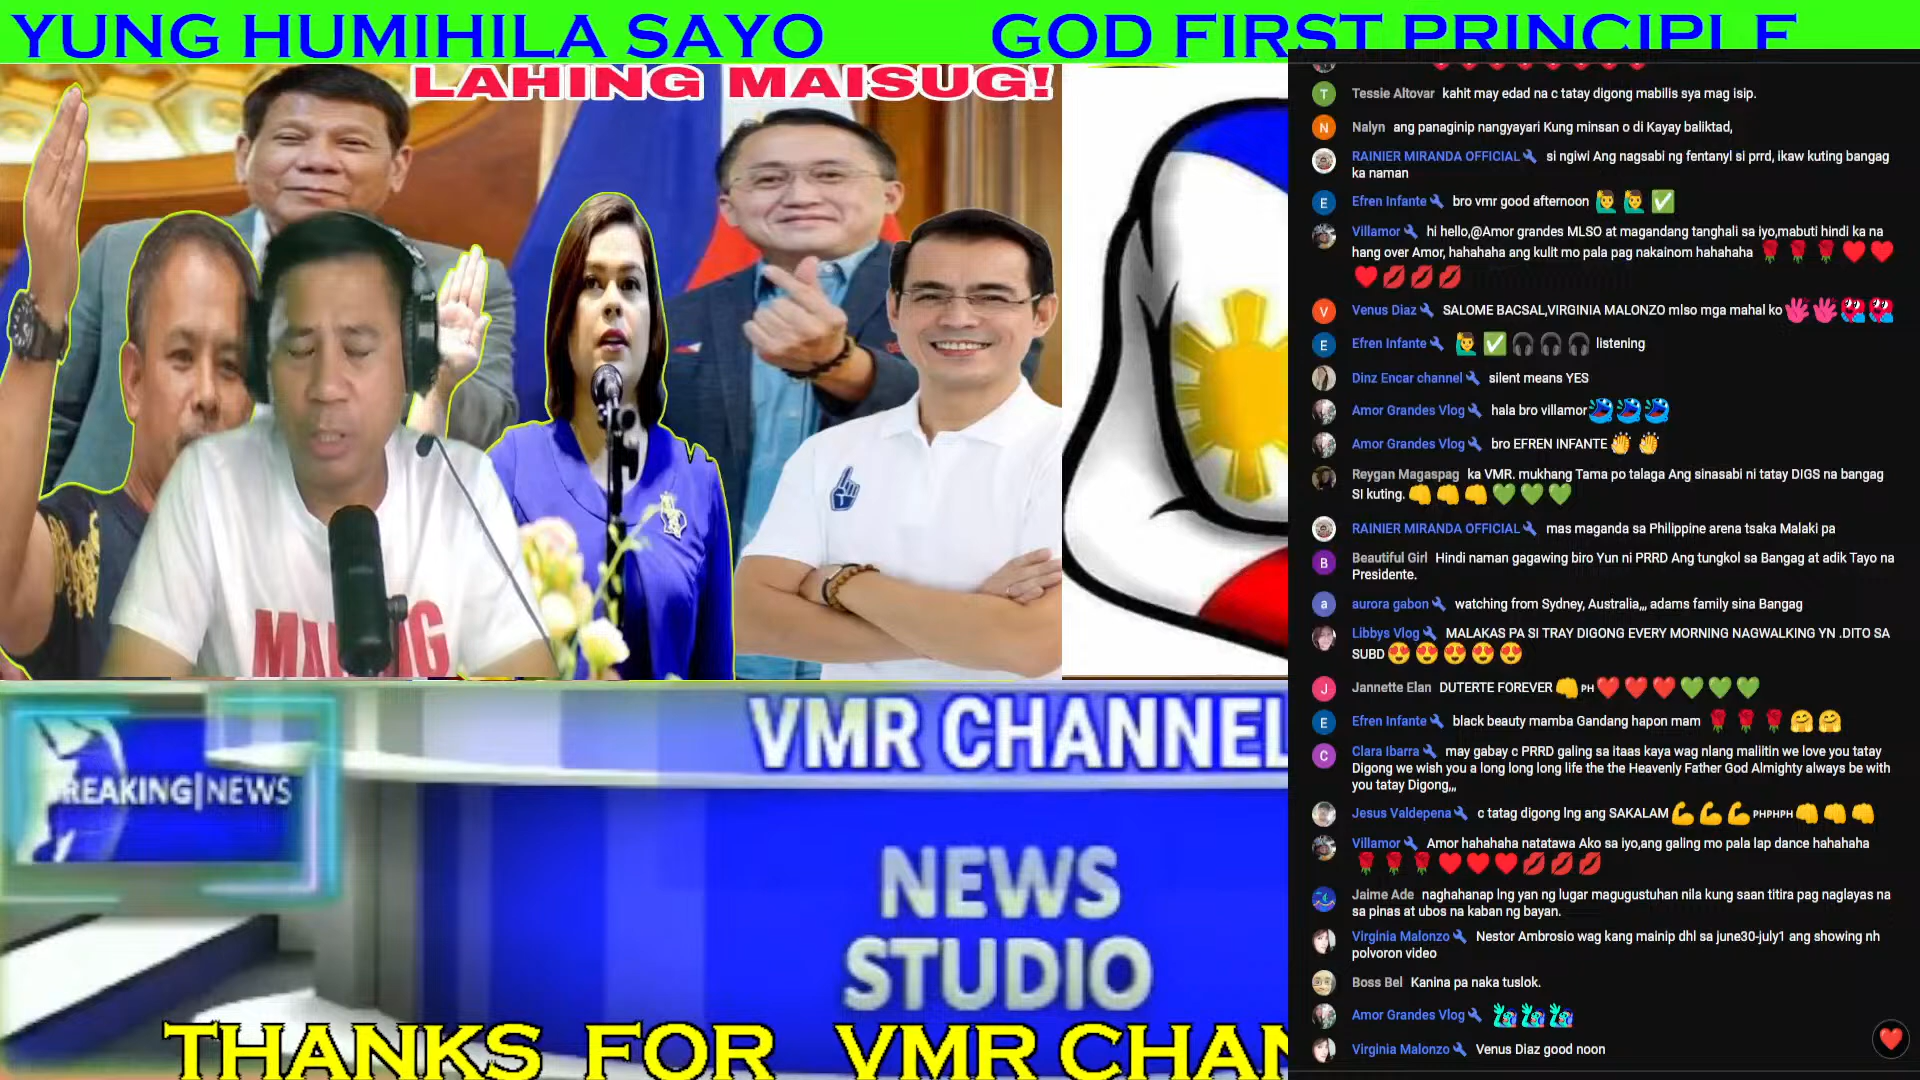 YUNG HUMIHILA SAYO GOD FIRST PRINCIPLE
LAHING MAISUG!
VMR CHANNEL
REAKING|NEWS
NEWS
STUDIO
THANKS FOR VMR CHAN
Tessie Altovar kahit may edad na c tatay digong mabilis sya mag isip.
Nalyn ang panaginip nangyayari Kung minsan o di Kayay baliktad,
RAINIER MIRANDA OFFICIAL si ngiwi Ang nagsabi ng fentanyl si prrd, ikaw kuting bangag
ka naman
Efren Infante bro vmr good afternoon 🙋‍♂️ 🙋‍♂️ ✅
Villamor hi hello,@Amor grandes MLSO at magandang tanghali sa iyo,mabuti hindi ka na
hang over Amor, hahahaha ang kulit mo pala pag nakainom hahahaha 🌹 🌹 🌹 ❤️ ❤️
❤️ 💋 💋 💋
Venus Diaz SALOME BACSAL,VIRGINIA MALONZO mlso mga mahal ko
Efren Infante 🙋‍♂️ ✅ 🎧 🎧 🎧 listening
Dinz Encar channel silent means YES
Amor Grandes Vlog hala bro villamor
Amor Grandes Vlog bro EFREN INFANTE 👏 👏
Reygan Magaspag ka VMR. mukhang Tama po talaga Ang sinasabi ni tatay DIGS na bangag
SI kuting. 👊 👊 👊 💚 💚 💚
RAINIER MIRANDA OFFICIAL mas maganda sa Philippine arena tsaka Malaki pa
Beautiful Girl Hindi naman gagawing biro Yun ni PRRD Ang tungkol sa Bangag at adik Tayo na
Presidente.
aurora gabon watching from Sydney, Australia,,, adams family sina Bangag
Libbys Vlog MALAKAS PA SI TRAY DIGONG EVERY MORNING NAGWALKING YN .DITO SA
SUBD 😍 😍 😍 😍 😍
Jannette Elan DUTERTE FOREVER 👊 PH ❤️ ❤️ ❤️ 💚 💚 💚
Efren Infante black beauty mamba Gandang hapon mam 🌹 🌹 🌹 🤗 🤗
Clara Ibarra may gabay c PRRD galing sa itaas kaya wag nlang maliitin we love you tatay
Digong we wish you a long long long life the the Heavenly Father God Almighty always be with
you tatay Digong,,,
Jesus Valdepena c tatag digong lng ang SAKALAM 💪 💪 💪 PHPHPH 👊 👊 👊
Villamor Amor hahahaha natatawa Ako sa iyo,ang galing mo pala lap dance hahahaha
🌹 🌹 🌹 ❤️ ❤️ ❤️ 💋 💋 💋
Jaime Ade naghahanap lng yan ng lugar magugustuhan nila kung saan titira pag naglayas na
sa pinas at ubos na kaban ng bayan.
Virginia Malonzo Nestor Ambrosio wag kang mainip dhl sa june30-july1 ang showing nh
polvoron video
Boss Bel Kanina pa naka tuslok.
Amor Grandes Vlog
Virginia Malonzo Venus Diaz good noon